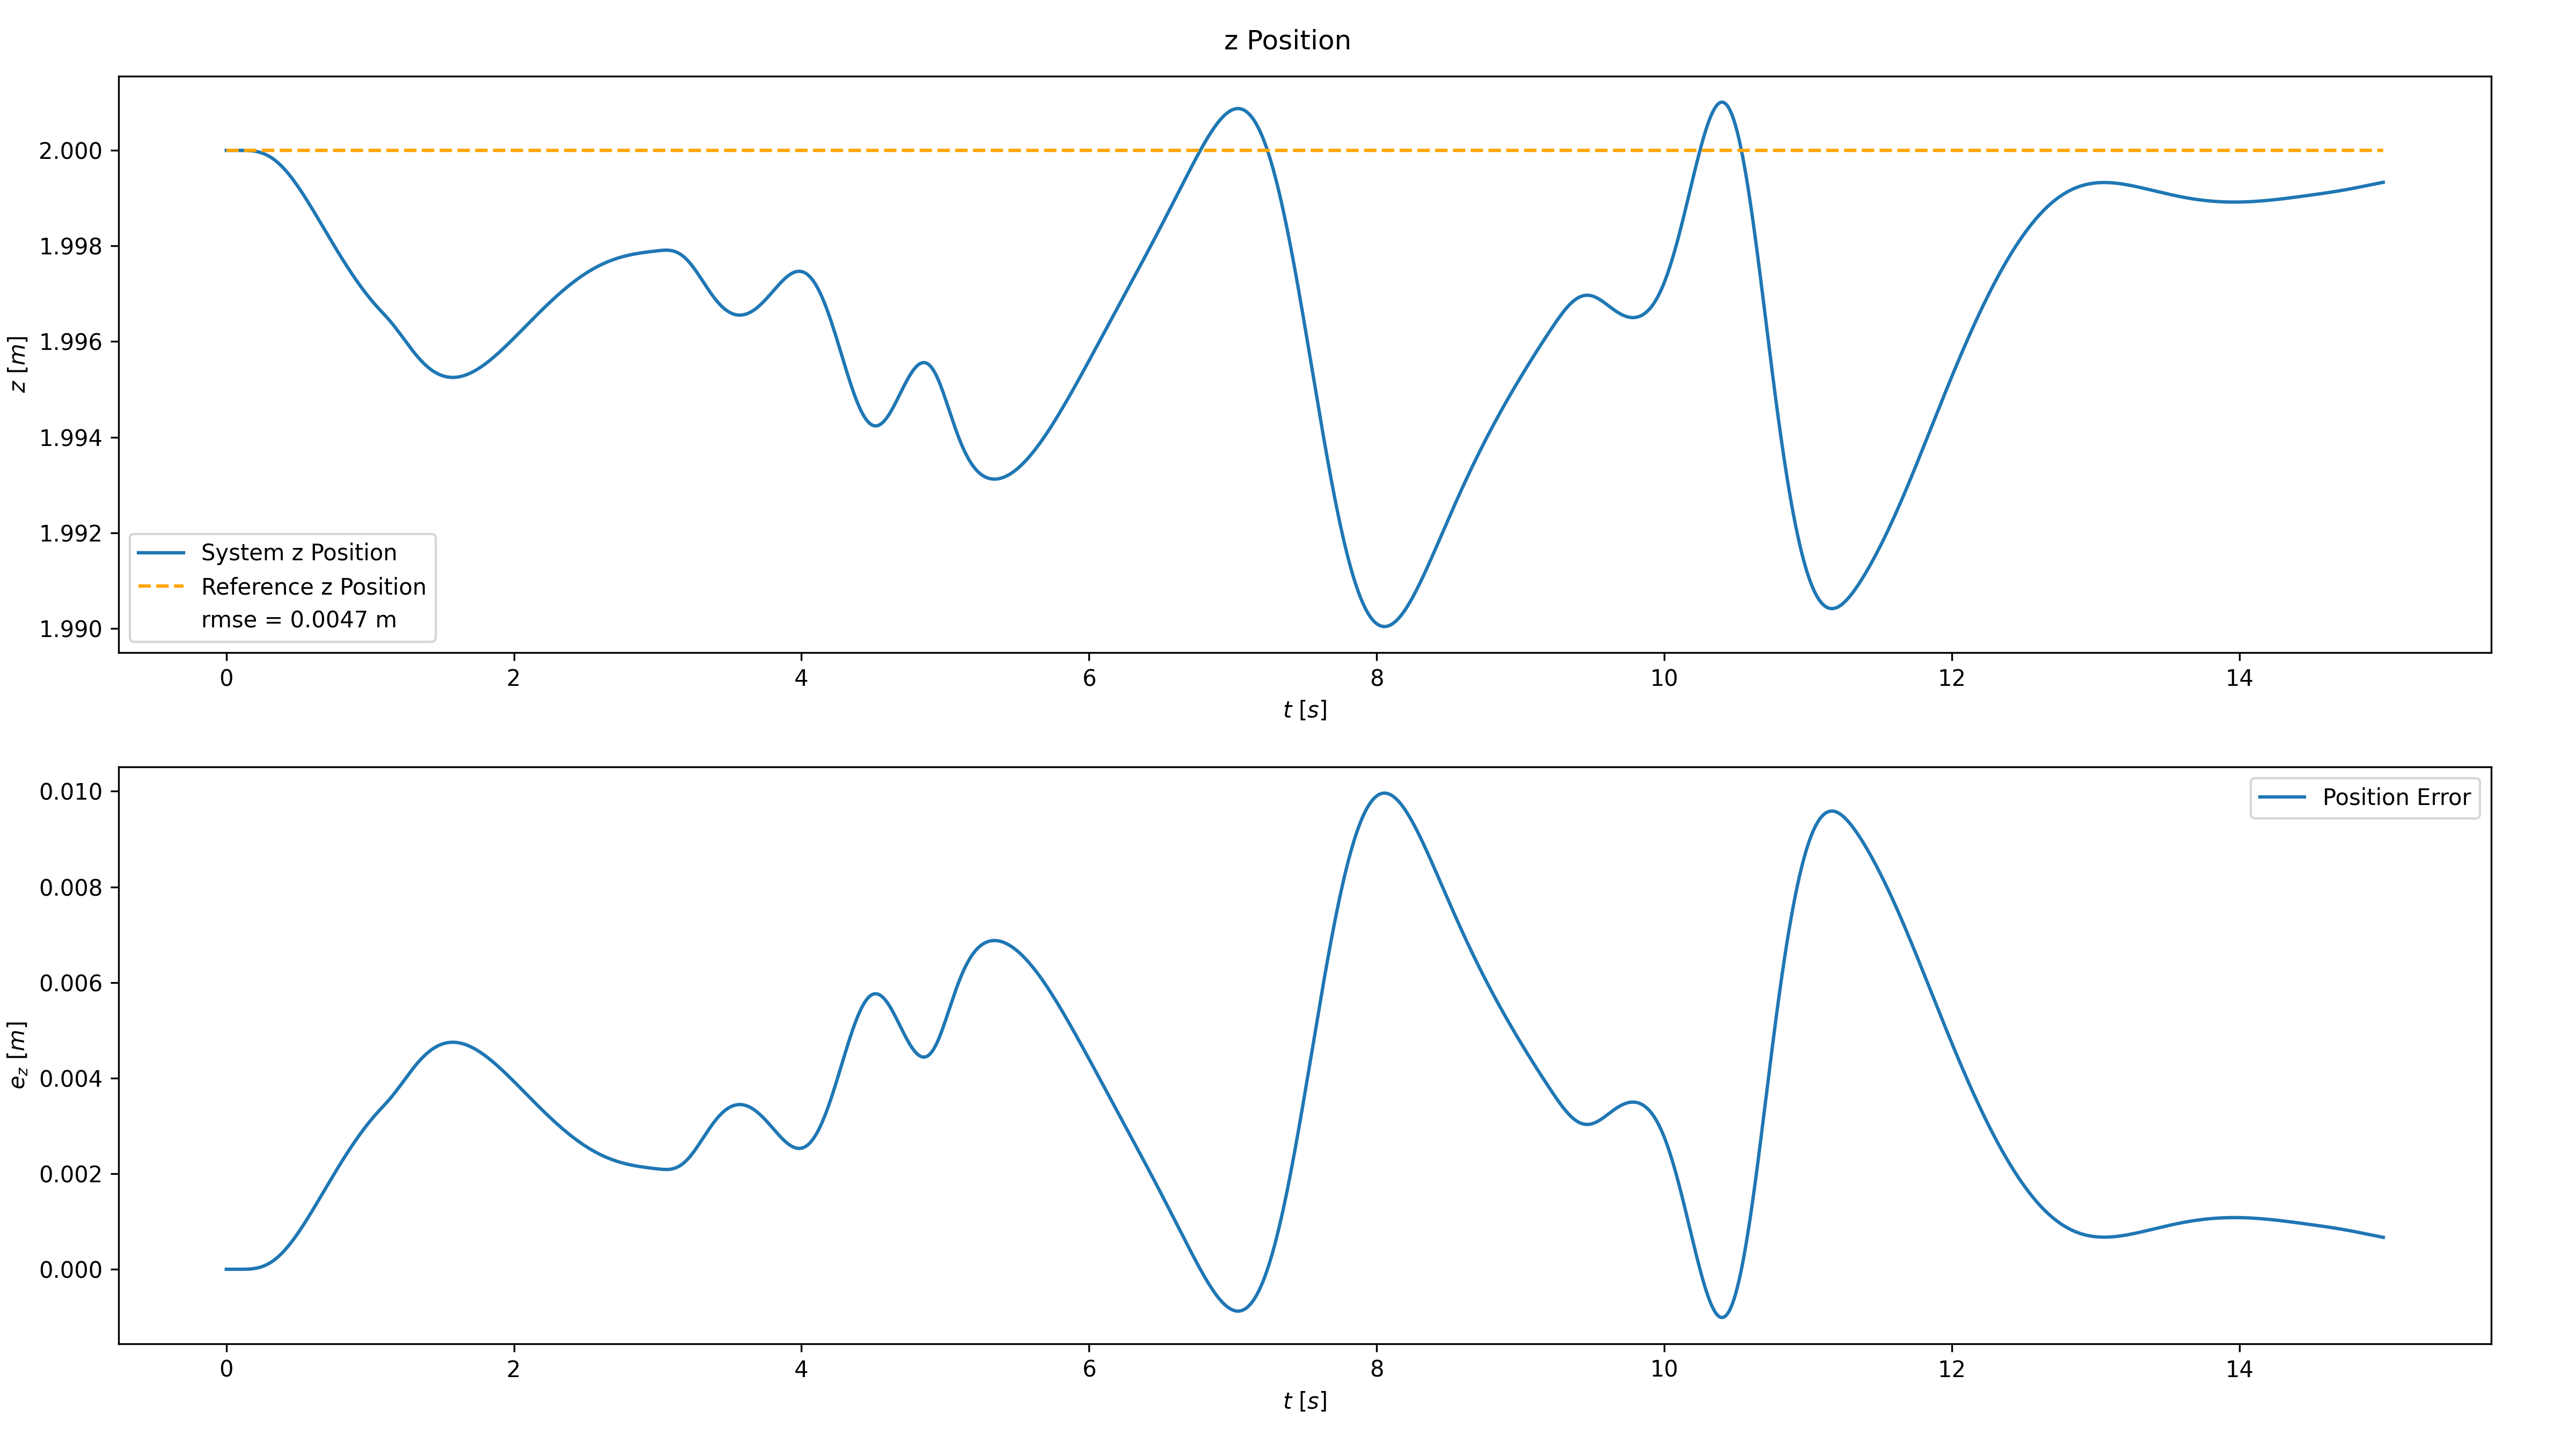 z Position
2.000
1.998
1.996
1.994
1.992
1.990
z [m]
System z Position
Reference z Position
rmse = 0.0047 m
0 2 4 6 8 10 12 14
t [s]
0.010
0.008
0.006
0.004
0.002
0.000
e_z [m]
Position Error
0 2 4 6 8 10 12 14
t [s]